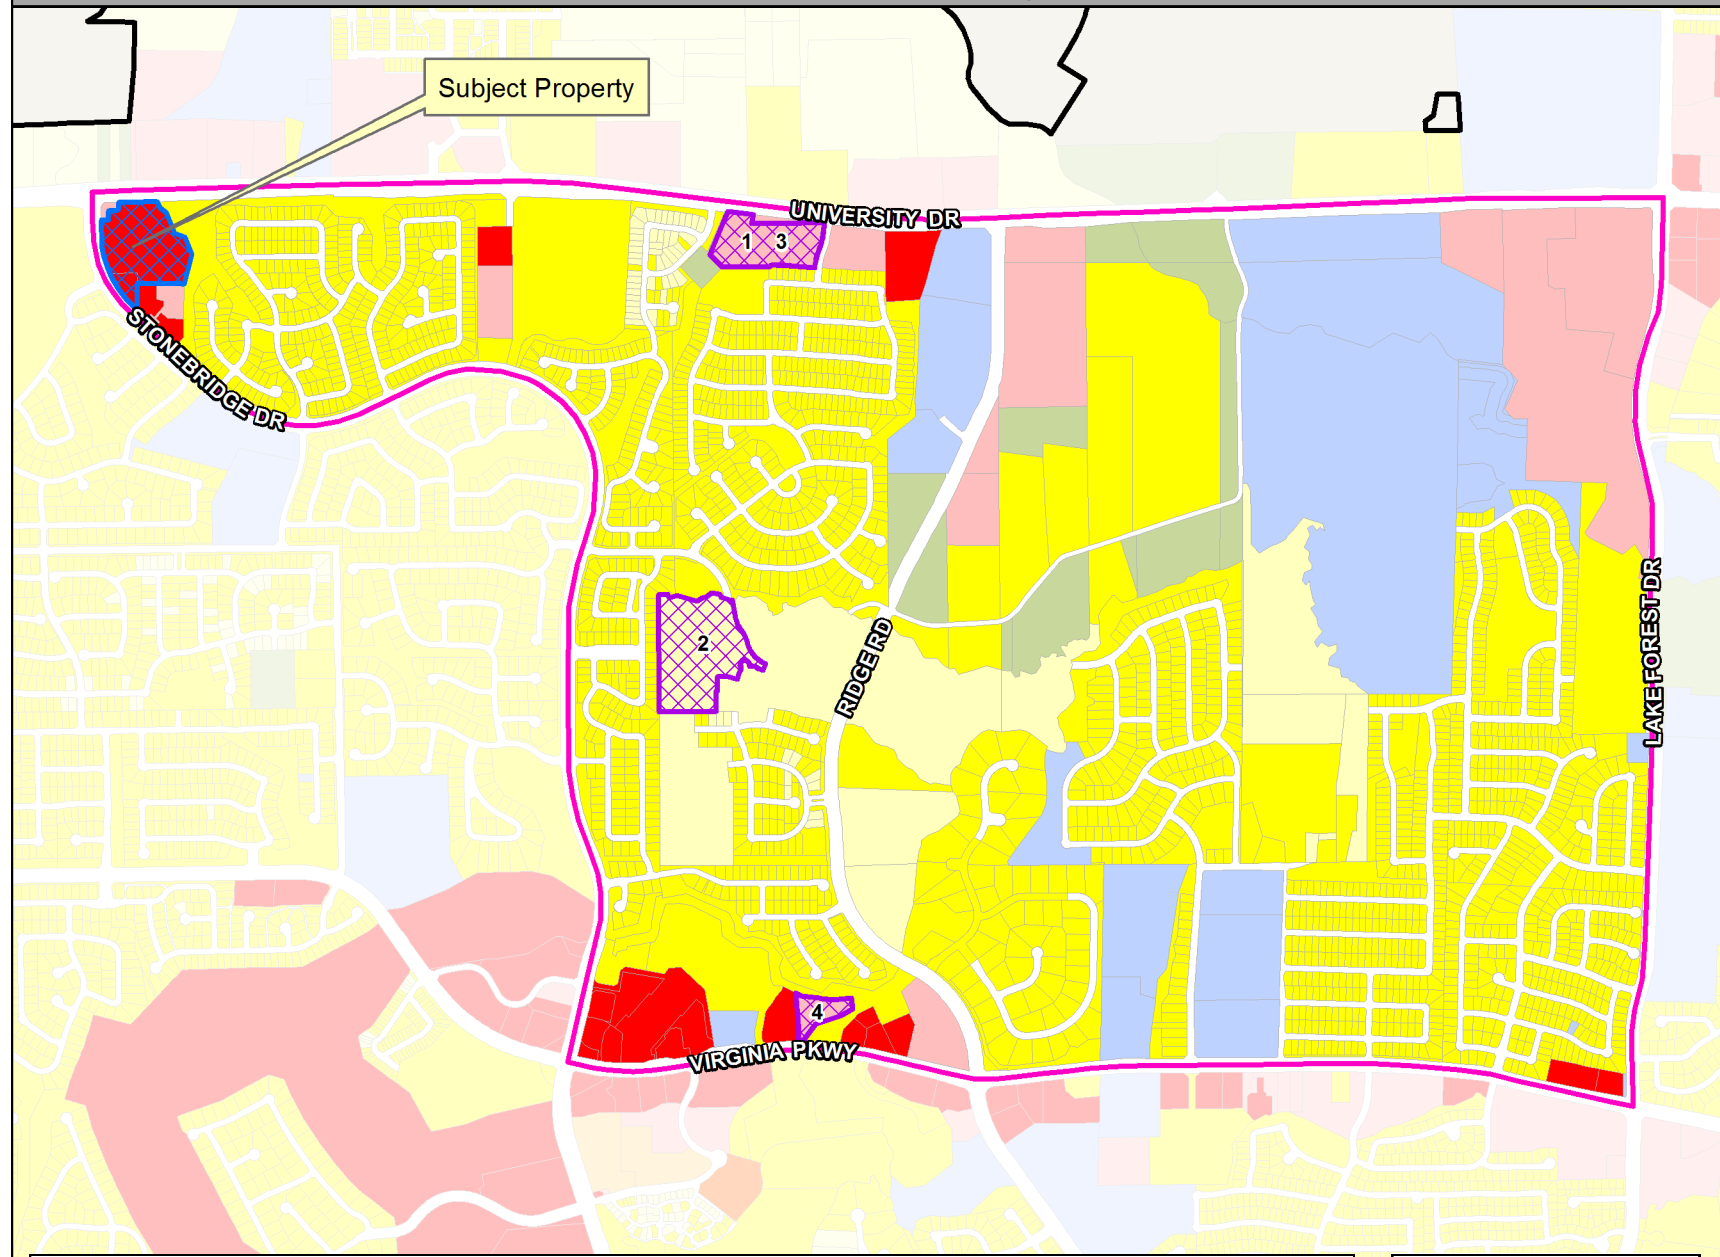 Subject Property
UNIVERSITY DR
1 3
STONEBRIDGE DR
2
RIDGE RD
LAKE FOREST DR
4
VIRGINIA PKWY